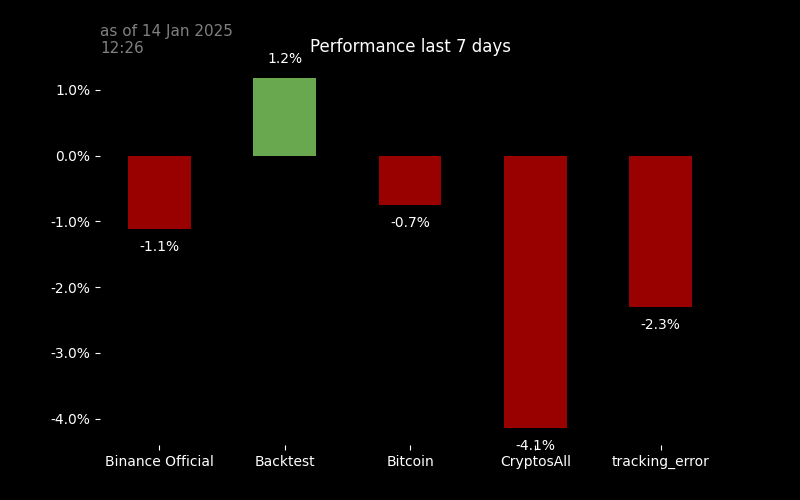 as of 14 Jan 2025
12:26
Performance last 7 days
1.2%
1.0%
0.0%
-1.0%
-1.1%
-0.7%
-2.0%
-2.3%
-3.0%
-4.0%
-4.1%
Binance Official
Backtest
Bitcoin
CryptosAll
tracking_error